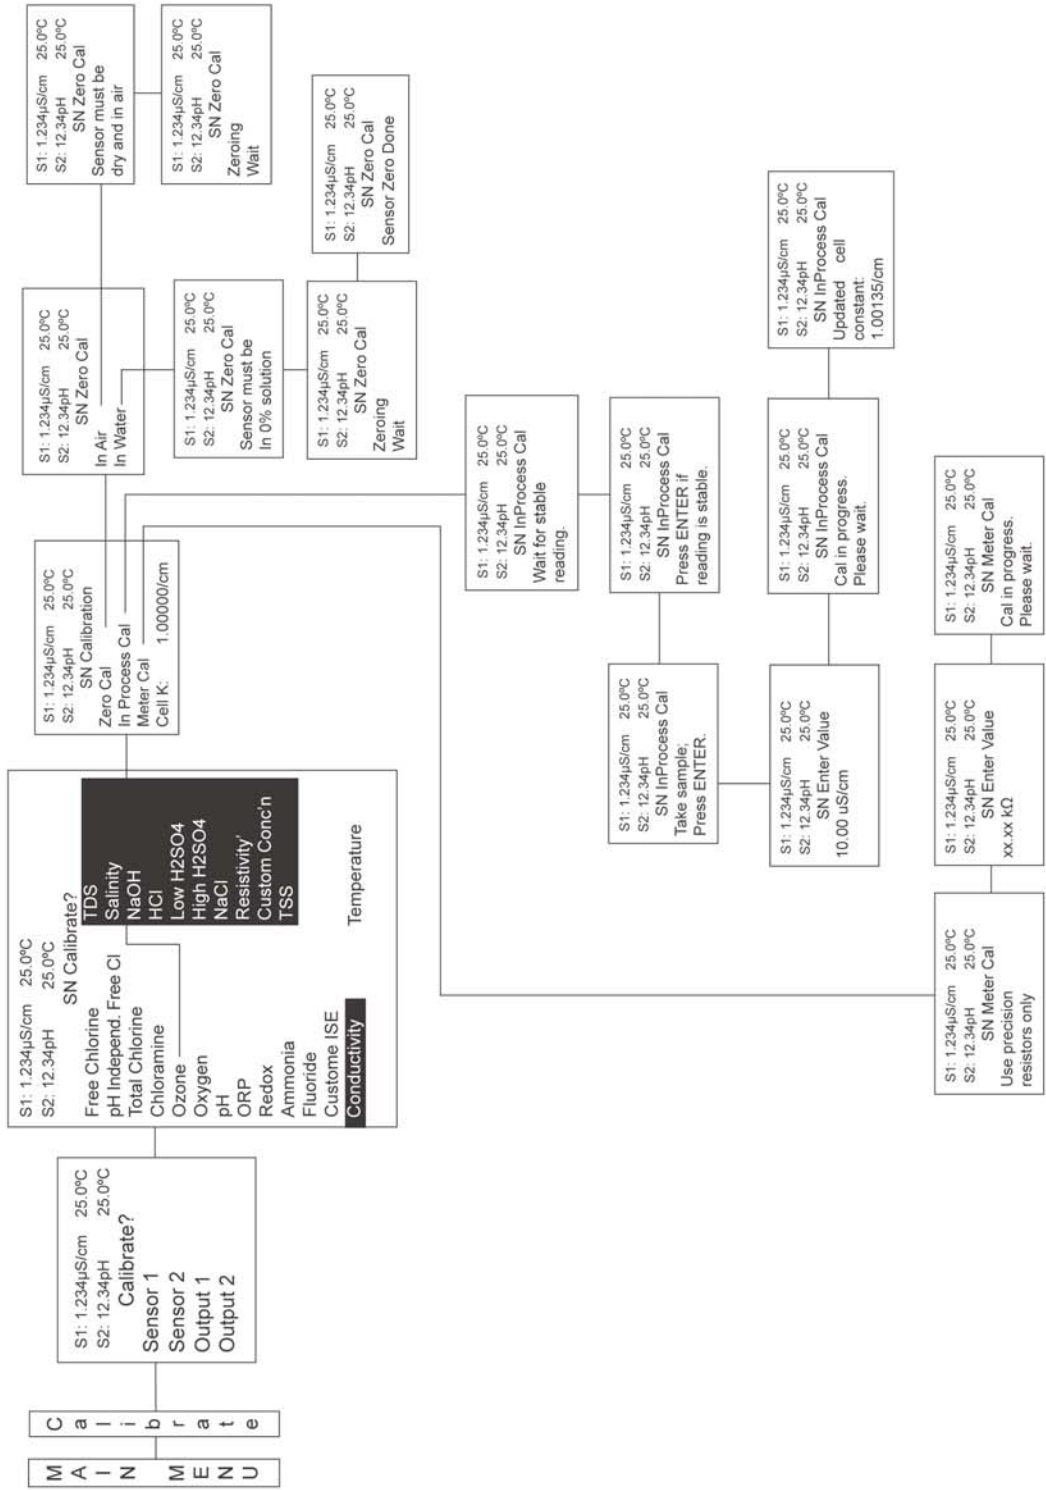 M A I N M E N U
C a l i b r a t e
S1: 1.234µS/cm 25.0ºC
S2: 12.34pH 25.0ºC
Calibrate?
Sensor 1
Sensor 2
Output 1
Output 2
S1: 1.234µS/cm 25.0ºC
S2: 12.34pH 25.0ºC
SN Calibrate?
Free Chlorine TDS
pH Independ. Free Cl Salinity
Total Chlorine NaOH
Chloramine HCl
Ozone Low H2SO4
Oxygen High H2SO4
pH NaCl
ORP Resistivity'
Redox Custom Conc'n
Ammonia TSS
Fluoride
Custome ISE
Conductivity Temperature
S1: 1.234µS/cm 25.0ºC
S2: 12.34pH 25.0ºC
SN Calibration
Zero Cal
In Process Cal
Meter Cal
Cell K: 1.00000/cm
S1: 1.234µS/cm 25.0ºC
S2: 12.34pH 25.0ºC
SN Zero Cal
In Air
In Water
S1: 1.234µS/cm 25.0ºC
S2: 12.34pH 25.0ºC
SN Zero Cal
Sensor must be
dry and in air
S1: 1.234µS/cm 25.0ºC
S2: 12.34pH 25.0ºC
SN Zero Cal
Zeroing
Wait
S1: 1.234µS/cm 25.0ºC
S2: 12.34pH 25.0ºC
SN Zero Cal
Sensor must be
In 0% solution
S1: 1.234µS/cm 25.0ºC
S2: 12.34pH 25.0ºC
SN Zero Cal
Zeroing
Wait
S1: 1.234µS/cm 25.0ºC
S2: 12.34pH 25.0ºC
SN Zero Cal
Sensor Zero Done
S1: 1.234µS/cm 25.0ºC
S2: 12.34pH 25.0ºC
SN InProcess Cal
Wait for stable
reading.
S1: 1.234µS/cm 25.0ºC
S2: 12.34pH 25.0ºC
SN InProcess Cal
Press ENTER if
reading is stable.
S1: 1.234µS/cm 25.0ºC
S2: 12.34pH 25.0ºC
SN InProcess Cal
Take sample;
Press ENTER.
S1: 1.234µS/cm 25.0ºC
S2: 12.34pH 25.0ºC
SN Enter Value
10.00 uS/cm
S1: 1.234µS/cm 25.0ºC
S2: 12.34pH 25.0ºC
SN InProcess Cal
Cal in progress.
Please wait.
S1: 1.234µS/cm 25.0ºC
S2: 12.34pH 25.0ºC
SN InProcess Cal
Updated cell
constant:
1.00135/cm
S1: 1.234µS/cm 25.0ºC
S2: 12.34pH 25.0ºC
SN Meter Cal
Use precision
resistors only
S1: 1.234µS/cm 25.0ºC
S2: 12.34pH 25.0ºC
SN Enter Value
xx.xx kΩ
S1: 1.234µS/cm 25.0ºC
S2: 12.34pH 25.0ºC
SN Meter Cal
Cal in progress.
Please wait.